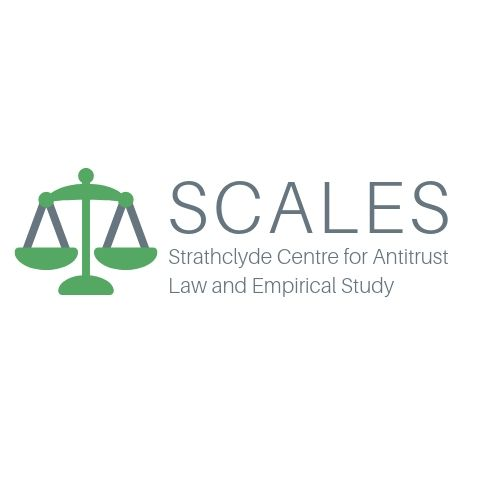 SCALES
Strathclyde Centre for Antitrust
Law and Empirical Study